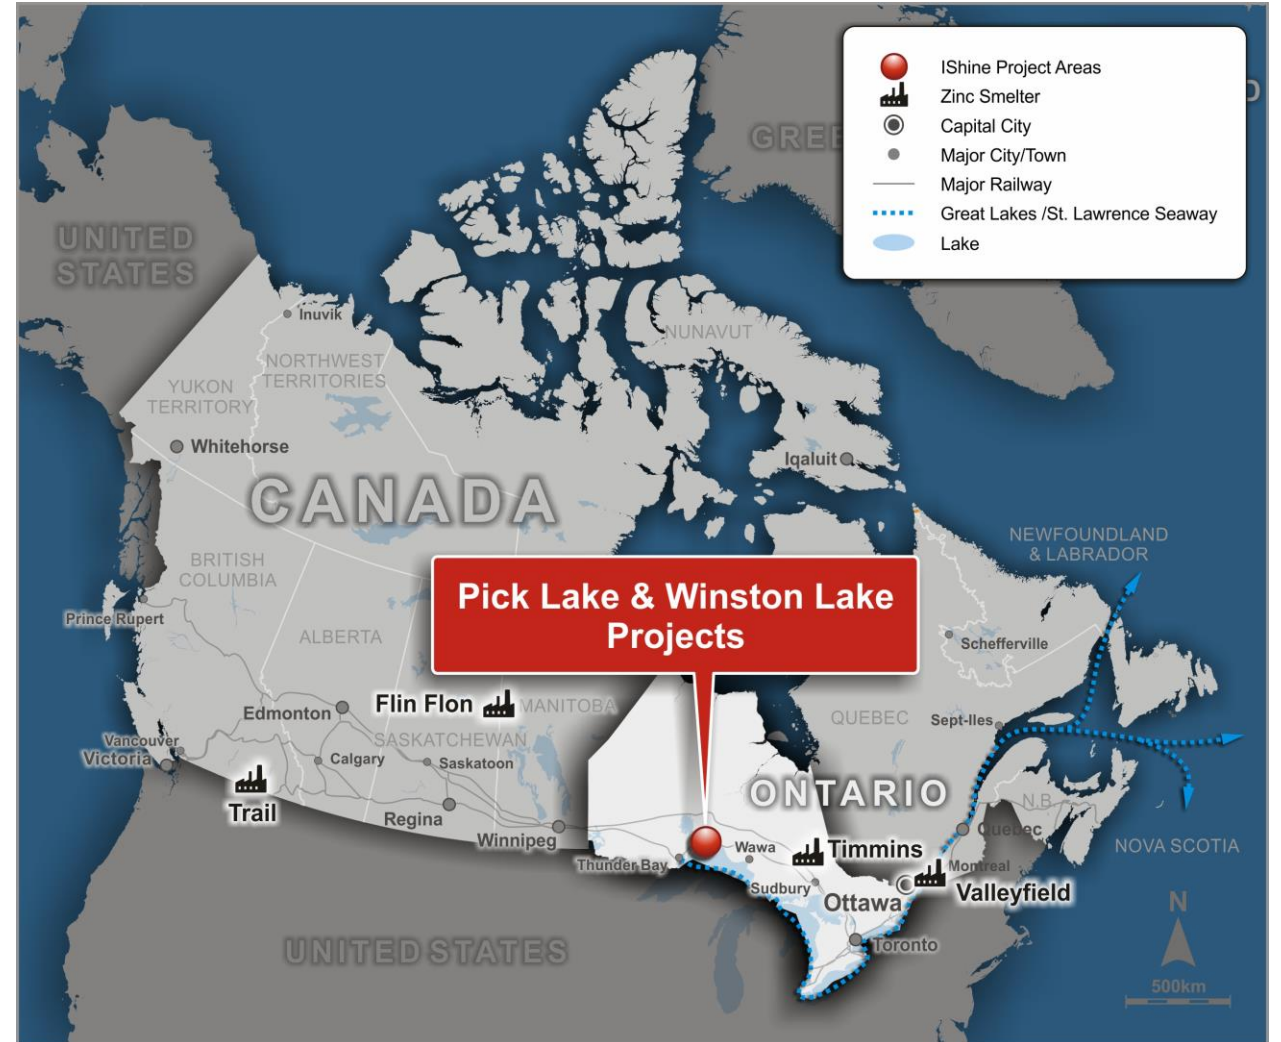 IShine Project Areas
Zinc Smelter
Capital City
Major City/Town
Major Railway
Great Lakes /St. Lawrence Seaway
Lake
UNITED
STATES
Inuvik
NUNAVUT
NORTHWEST
TERRITORIES
YUKON
TERRITORY
Whitehorse
Iqaluit
CANADA
NEWFOUNDLAND
& LABRADOR
BRITISH
COLUMBIA
Pick Lake & Winston Lake
Projects
Prince Rupert
ALBERTA
Schefferville
Flin Flon
MANITOBA
Edmonton
QUEBEC
Sept-Iles
Vancouver
Victoria
SASKATCHEWAN
Calgary
Saskatoon
ONTARIO
Trail
Regina
N.B.
Winnipeg
Quebec
NOVA SCOTIA
Thunder Bay
Wawa
Timmins
Montreal
Sudbury
Ottawa
Valleyfield
N
UNITED STATES
Toronto
500km